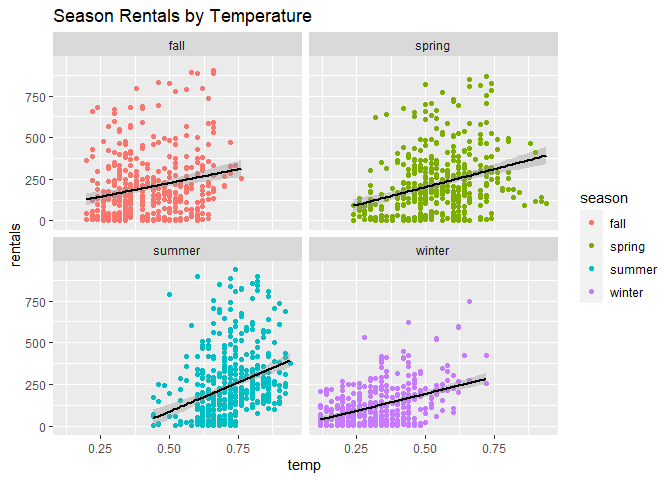 Season Rentals by Temperature
fall
spring
750
500
250
0
summer
winter
750
500
250
0
0.25
0.50
0.75
0.25
0.50
0.75
rentals
temp
season
fall
spring
summer
winter